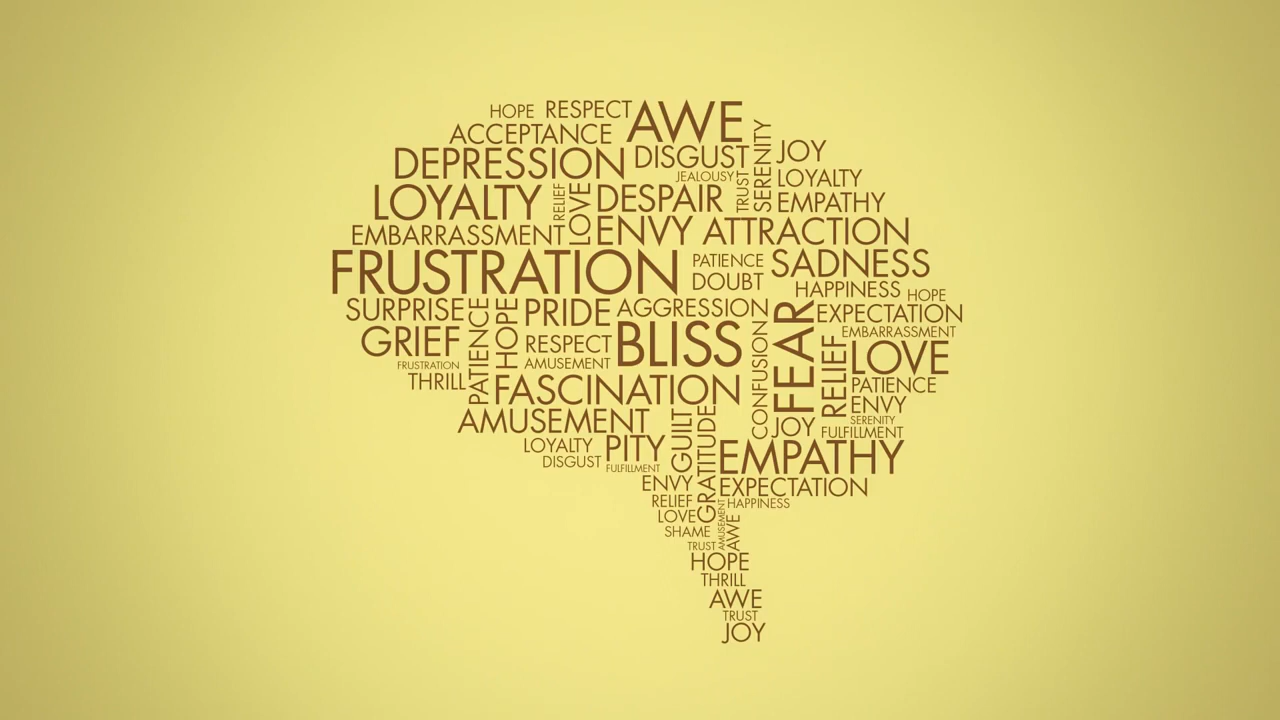 HOPE RESPECT AWE
ACCEPTANCE
DEPRESSION DISGUST SERENITY JOY
JEALOUSY TRUST LOYALTY
LOYALTY RELIEF LOVE DESPAIR EMPATHY
EMBARRASSMENT ENVY ATTRACTION
FRUSTRATION PATIENCE SADNESS
DOUBT HAPPINESS HOPE
SURPRISE PATIENCE HOPE PRIDE AGGRESSION FEAR EXPECTATION
EMBARRASSMENT
GRIEF RESPECT BLISS CONFUSION RELIEF LOVE
FRUSTRATION AMUSEMENT
THRILL FASCINATION PATIENCE
ENVY
AMUSEMENT GUILT GRATITUDE JOY SERENITY
FULFILLMENT
LOYALTY PITY EMPATHY
DISGUST FULFILLMENT
ENVY EXPECTATION
RELIEF AMUSEMENT HAPPINESS
LOVE AWE
SHAME
TRUST
HOPE
THRILL
AWE
TRUST
JOY